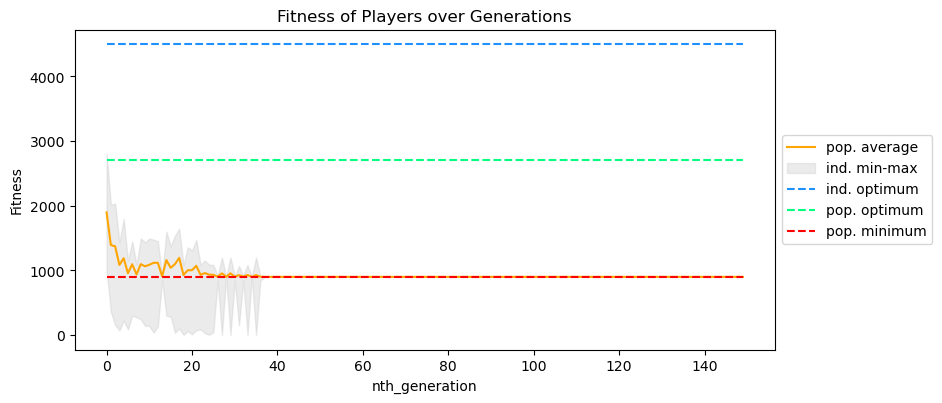 Fitness of Players over Generations
Fitness
4000
3000
2000
1000
0
0 20 40 60 80 100 120 140
nth_generation
pop. average
ind. min-max
ind. optimum
pop. optimum
pop. minimum